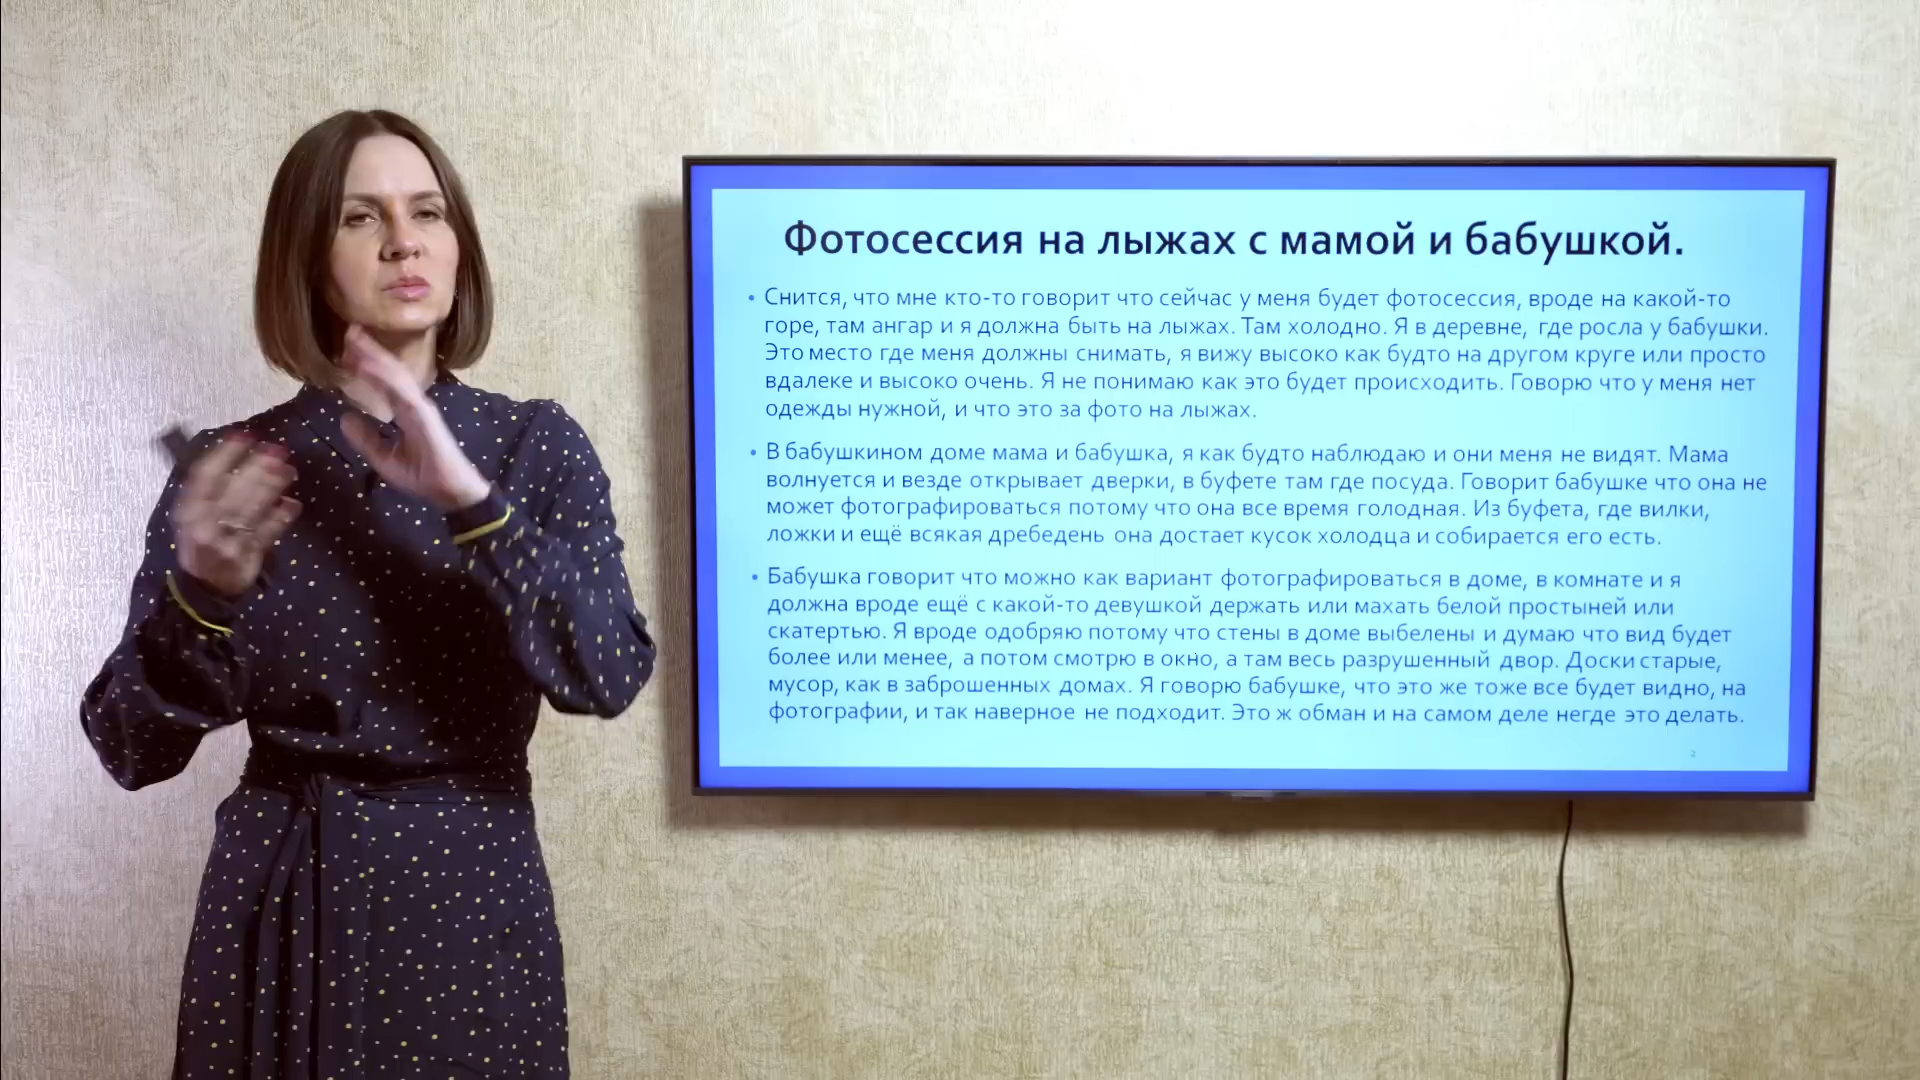 Фотосессия на лыжах с мамой и бабушкой.
• Снится, что мне кто-то говорит что сейчас у меня будет фотосессия, вроде на какой-то
горе, там ангар и я должна быть на лыжах. Там холодно. Я в деревне, где росла у бабушки.
Это место где меня должны снимать, я вижу высоко как будто на другом круге или просто
вдалеке и высоко очень. Я не понимаю как это будет происходить. Говорю что у меня нет
одежды нужной, и что это за фото на лыжах.
• В бабушкином доме мама и бабушка, я как будто наблюдаю и они меня не видят. Мама
волнуется и везде открывает дверки, в буфете там где посуда. Говорит бабушке что она не
может фотографироваться потому что она все время голодная. Из буфета, где вилки,
ложки и ещё всякая дребедень она достает кусок холодца и собирается его есть.
• Бабушка говорит что можно как вариант фотографироваться в доме, в комнате и я
должна вроде ещё с какой-то девушкой держать или махать белой простыней или
скатертью. Я вроде одобряю потому что стены в доме выбелены и думаю что вид будет
более или менее, а потом смотрю в окно, а там весь разрушенный двор. Доски старые,
мусор, как в заброшенных домах. Я говорю бабушке, что это же тоже все будет видно, на
фотографии, и так наверное не подходит. Это ж обман и на самом деле негде это делать.
2